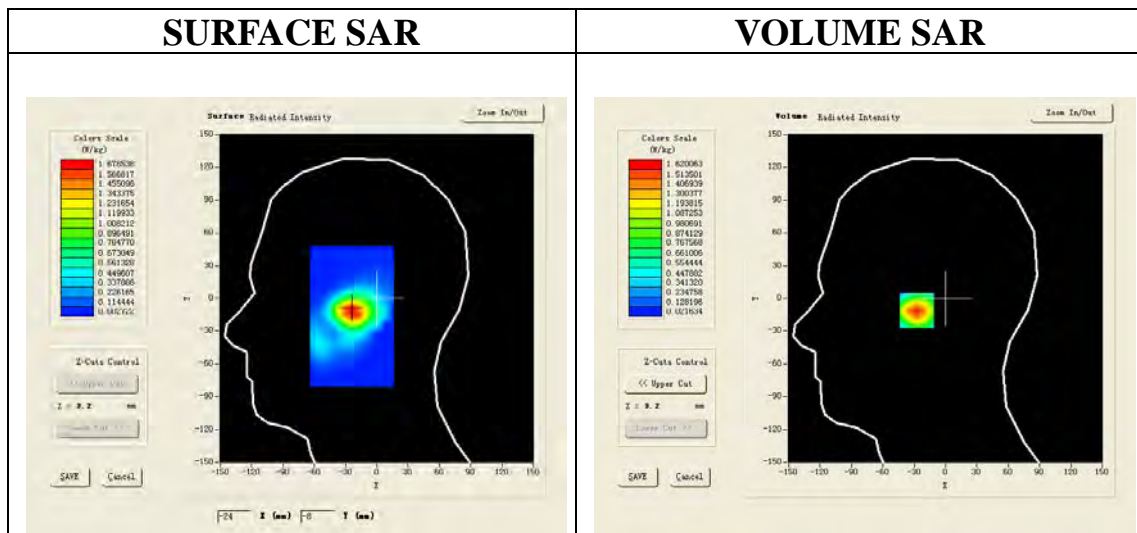 SURFACE SAR
Surface Radiated Intensity
Zoom In/Out
Colors Scale
(W/kg)
1.678538
1.566817
1.455096
1.343375
1.231654
1.119933
1.008212
0.896491
0.784770
0.673049
0.561328
0.449607
0.337886
0.226165
0.114444
150
120
90
60
30
0
-30
-60
-90
-120
-150
Y
-150 -120 -90 -60 -30 0 30 60 90 120 150
X
Z-Cuts Control
<< Upper Cut
Z = 3.2 mm
Lower Cut >>
SAVE Cancel
-24 X (mm) -8 Y (mm)
VOLUME SAR
Volume Radiated Intensity
Zoom In/Out
Colors Scale
(W/kg)
1.620063
1.513501
1.406939
1.300377
1.193815
1.087253
0.980691
0.874129
0.767568
0.661006
0.554444
0.447882
0.341320
0.234758
0.128196
0.021634
150
120
90
60
30
0
-30
-60
-90
-120
-150
Y
-150 -120 -90 -60 -30 0 30 60 90 120 150
X
Z-Cuts Control
<< Upper Cut
Z = 3.2 mm
Lower Cut >>
SAVE Cancel